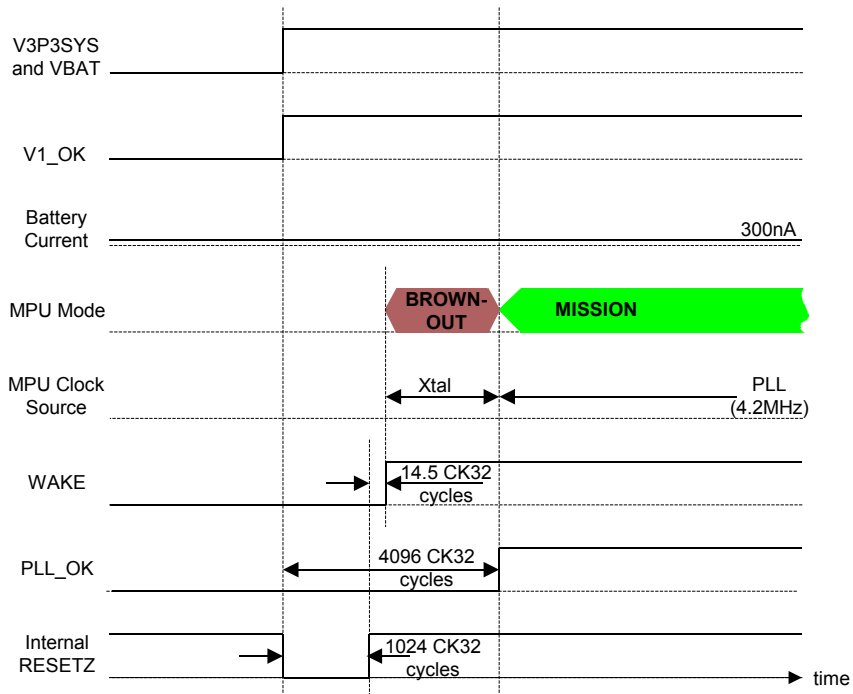 V3P3SYS
and VBAT
V1_OK
Battery
Current
300nA
MPU Mode
BROWN-
OUT
MISSION
MPU Clock
Source
Xtal
PLL
(4.2MHz)
WAKE
14.5 CK32
cycles
PLL_OK
4096 CK32
cycles
Internal
RESETZ
1024 CK32
cycles
time